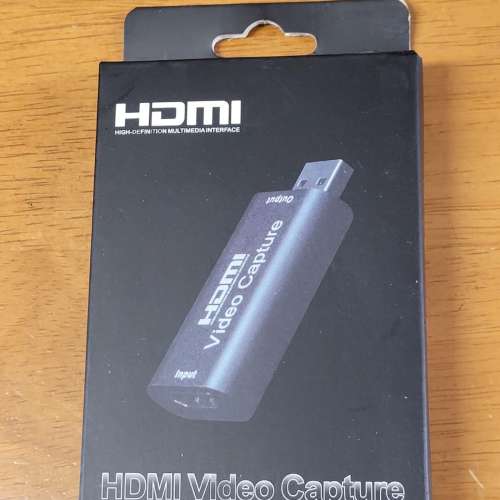 HDMI
HIGH-DEFINITION MULTIMEDIA INTERFACE
Output
HDMI
Video Capture
Input
HDMI Video Capture